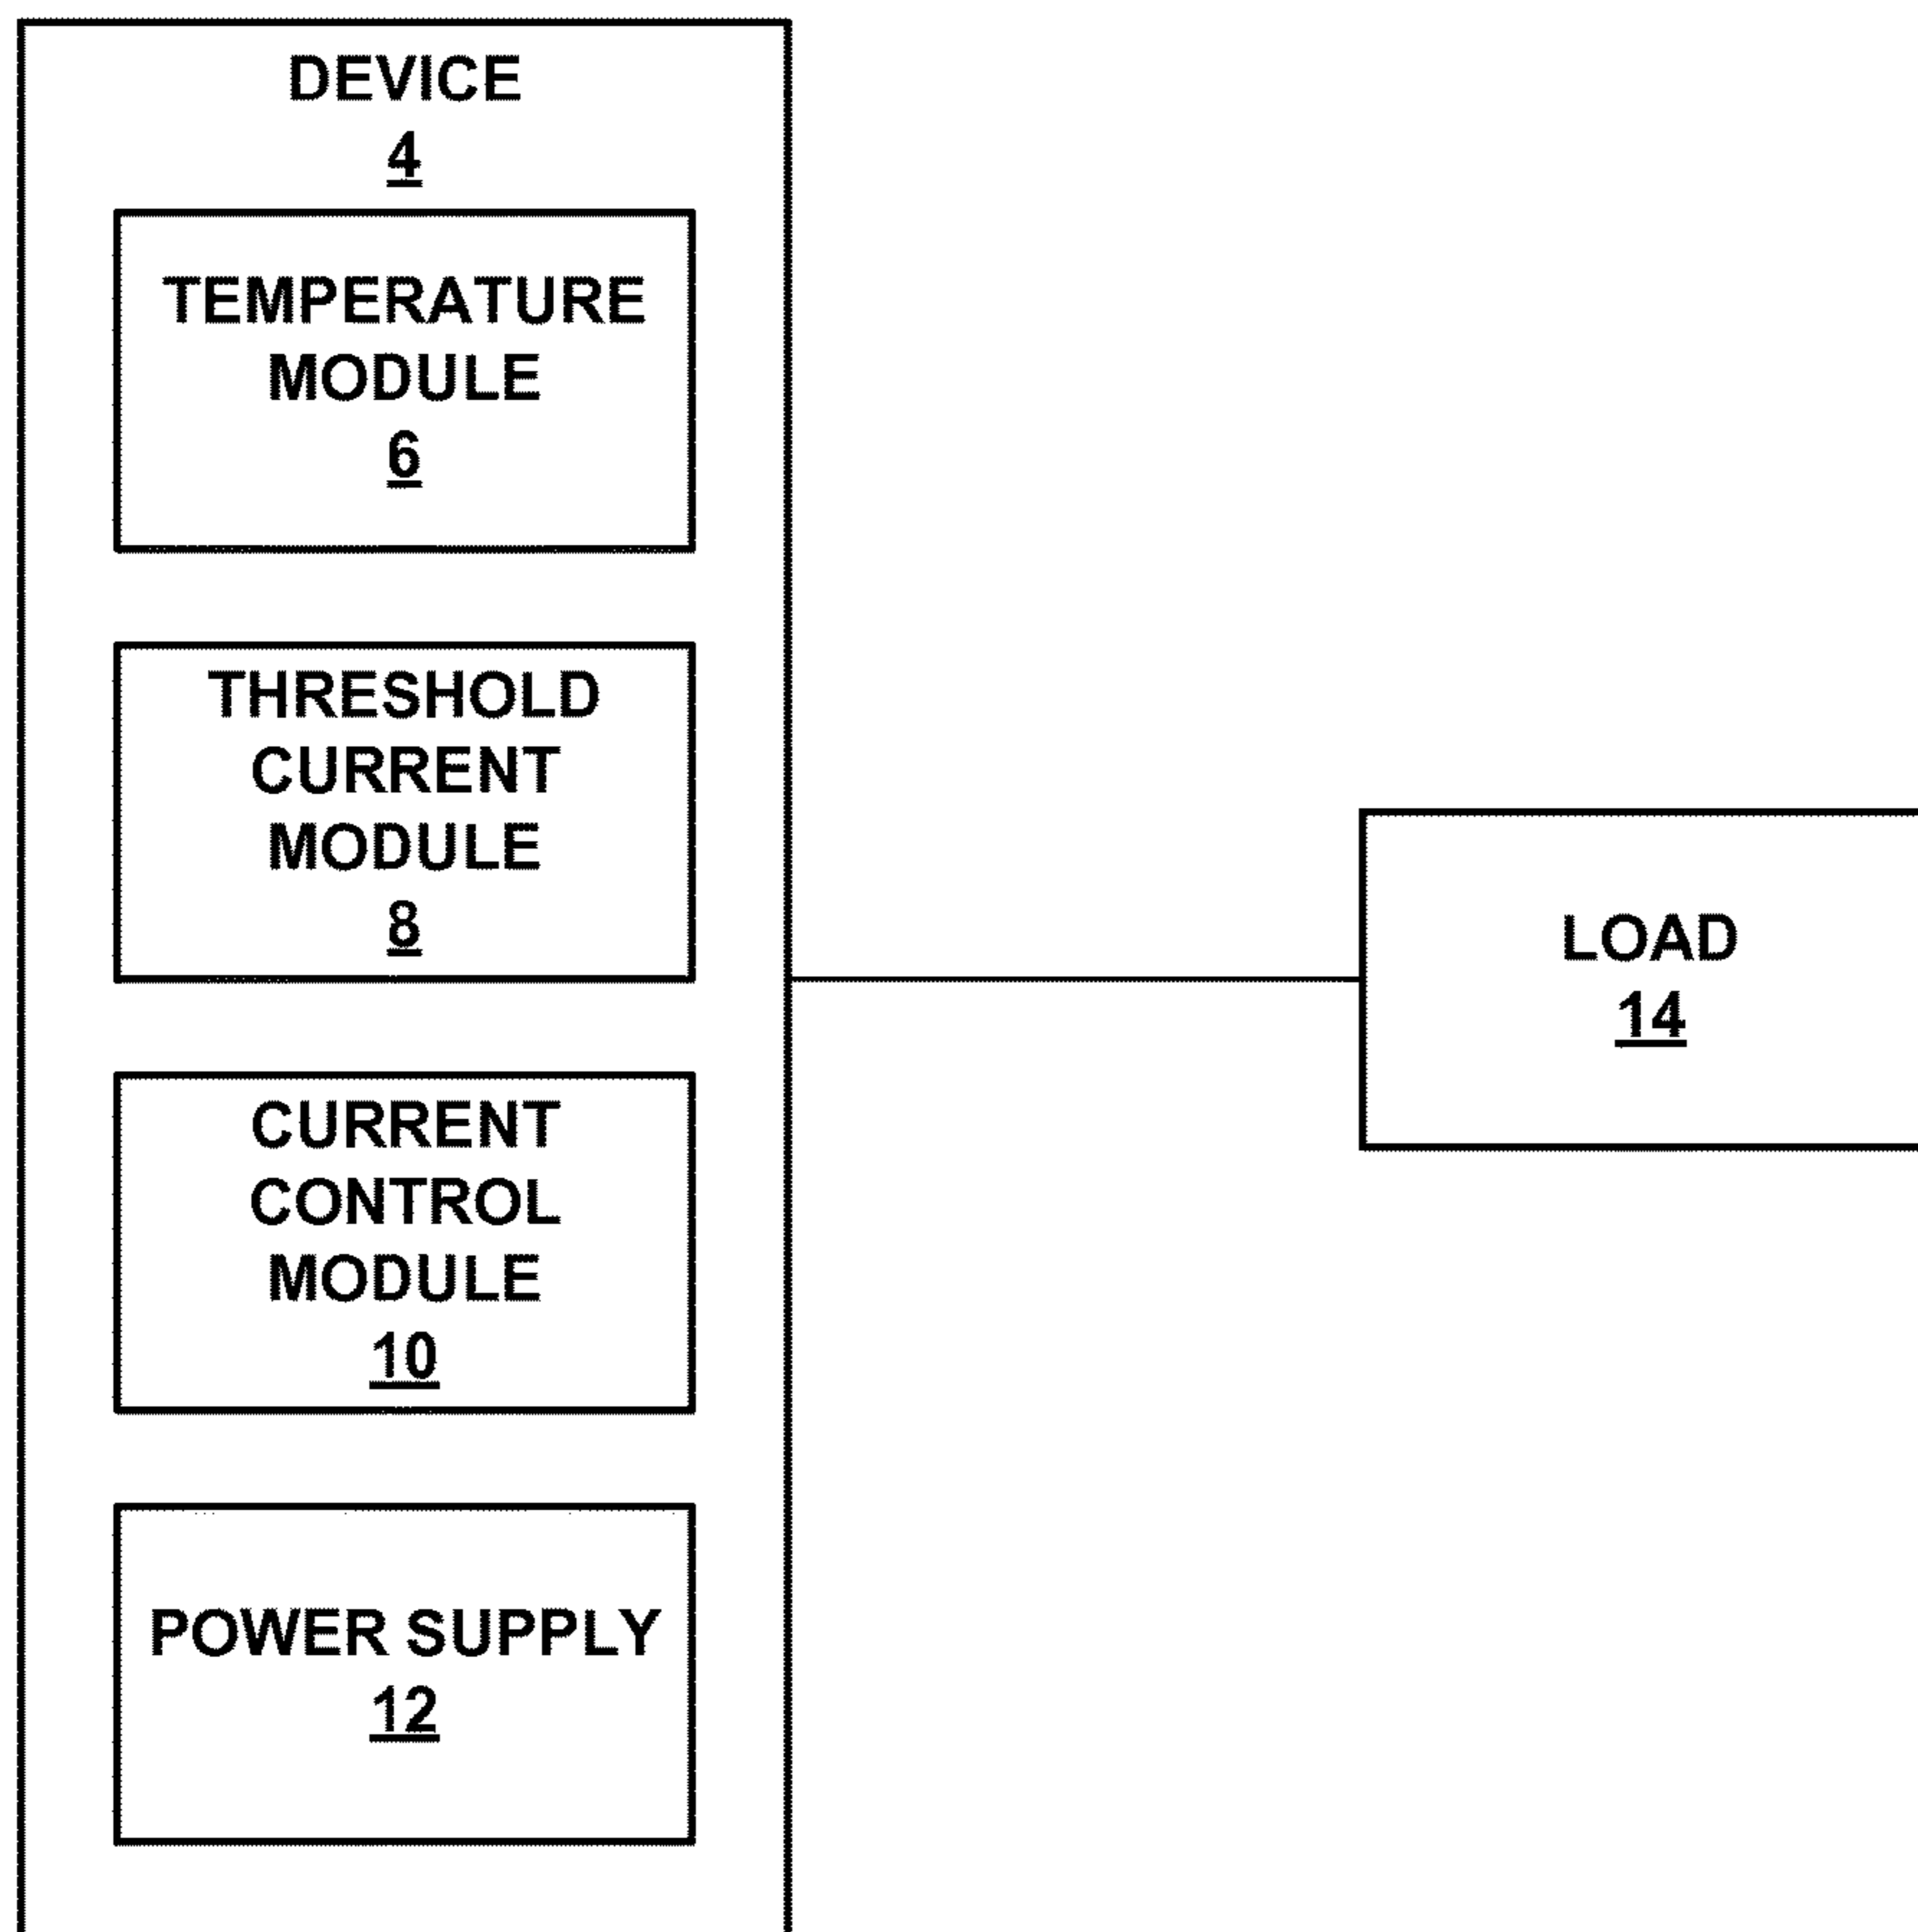 DEVICE
4
TEMPERATURE
MODULE
6
THRESHOLD
CURRENT
MODULE
8
CURRENT
CONTROL
MODULE
10
POWER SUPPLY
12
LOAD
14